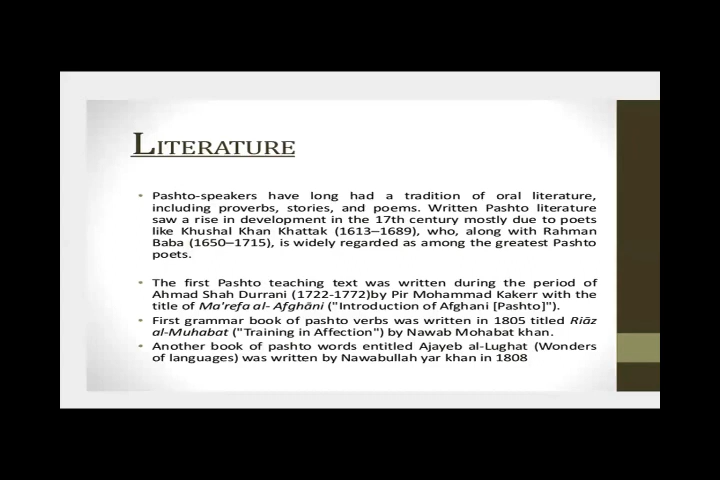 LITERATURE
• Pashto-speakers have long had a tradition of oral literature,
including proverbs, stories, and poems. Written Pashto literature
saw a rise in development in the 17th century mostly due to poets
like Khushal Khan Khattak (1613–1689), who, along with Rahman
Baba (1650–1715), is widely regarded as among the greatest Pashto
poets.
• The first Pashto teaching text was written during the period of
Ahmad Shah Durrani (1722-1772)by Pir Mohammad Kakerr with the
title of Ma'refa al- Afghāni ("Introduction of Afghani [Pashto]").
• First grammar book of pashto verbs was written in 1805 titled Riāz
al-Muhabat ("Training in Affection") by Nawab Mohabat khan.
• Another book of pashto words entitled Ajayeb al-Lughat (Wonders
of languages) was written by Nawabullah yar khan in 1808